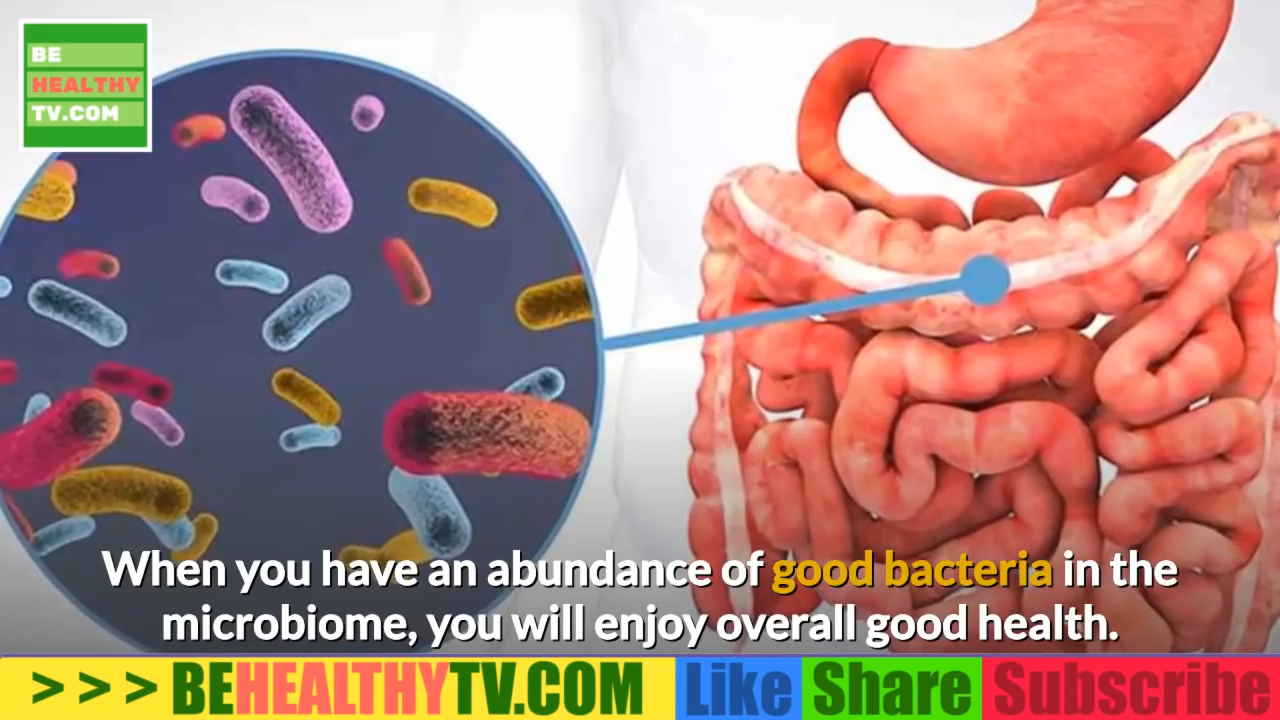 BE
HEALTHY
TV.COM
When you have an abundance of good bacteria in the
microbiome, you will enjoy overall good health.
> > > BEHEALTHYTV.COM Like Share Subscribe